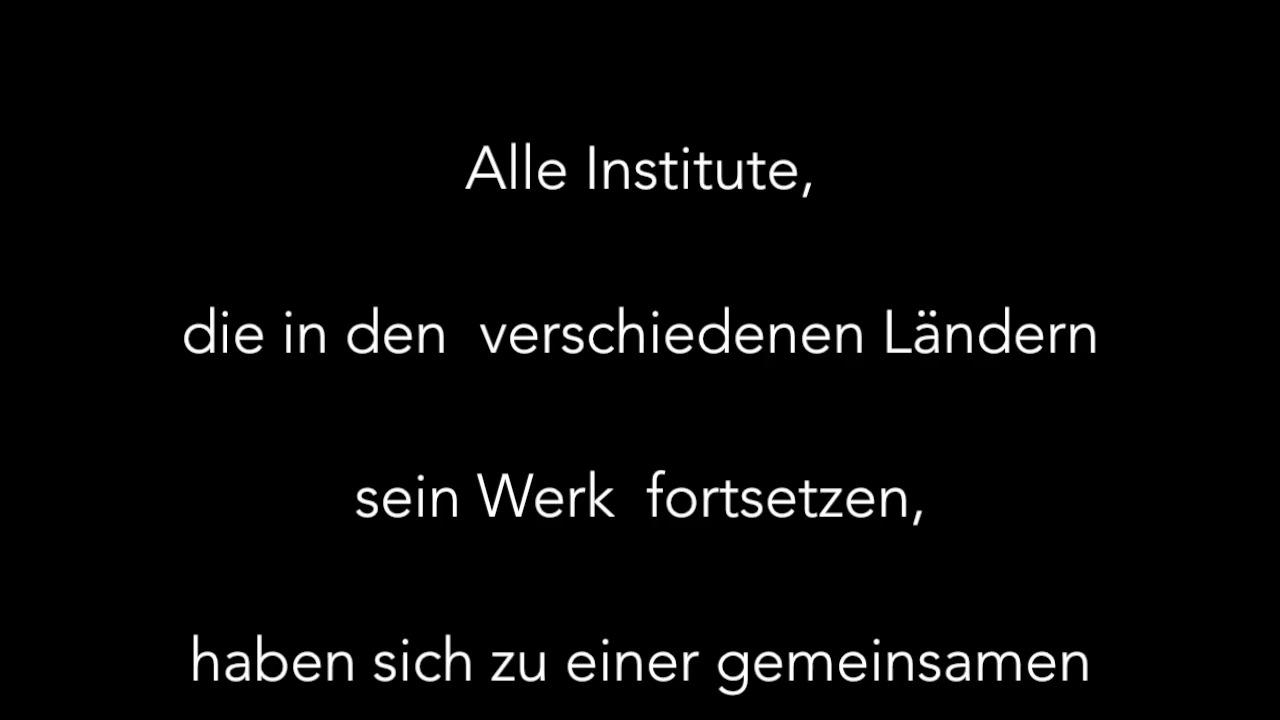 Alle Institute,
die in den  verschiedenen Ländern
sein Werk  fortsetzen,
haben sich zu einer gemeinsamen